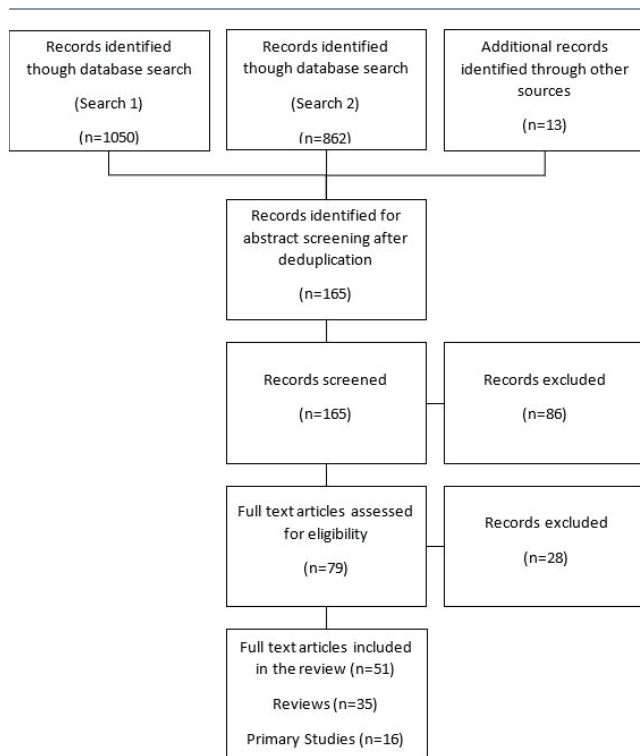 Records identified
though database search
(Search 1)
(n=1050)
Records identified
though database search
(Search 2)
(n=862)
Additional records
identified through other
sources
(n=13)
Records identified for
abstract screening after
deduplication
(n=165)
Records screened
(n=165)
Records excluded
(n=86)
Full text articles assessed
for eligibility
(n=79)
Records excluded
(n=28)
Full text articles included
in the review (n=51)
Reviews (n=35)
Primary Studies (n=16)